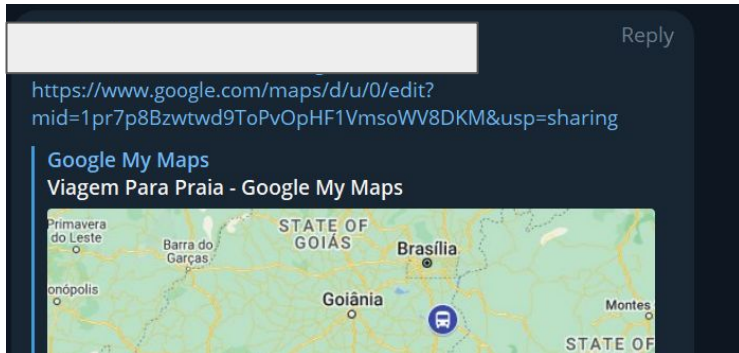 Reply
https://www.google.com/maps/d/u/0/edit?
mid=1pr7p8Bzwtwd9ToPvOpHF1VmsoWV8DKM&usp=sharing
Google My Maps
Viagem Para Praia - Google My Maps
Primavera
do Leste
STATE OF
GOIÁS
Barra do
Garças
Brasília
onópolis
Goiânia
Montes
STATE OF